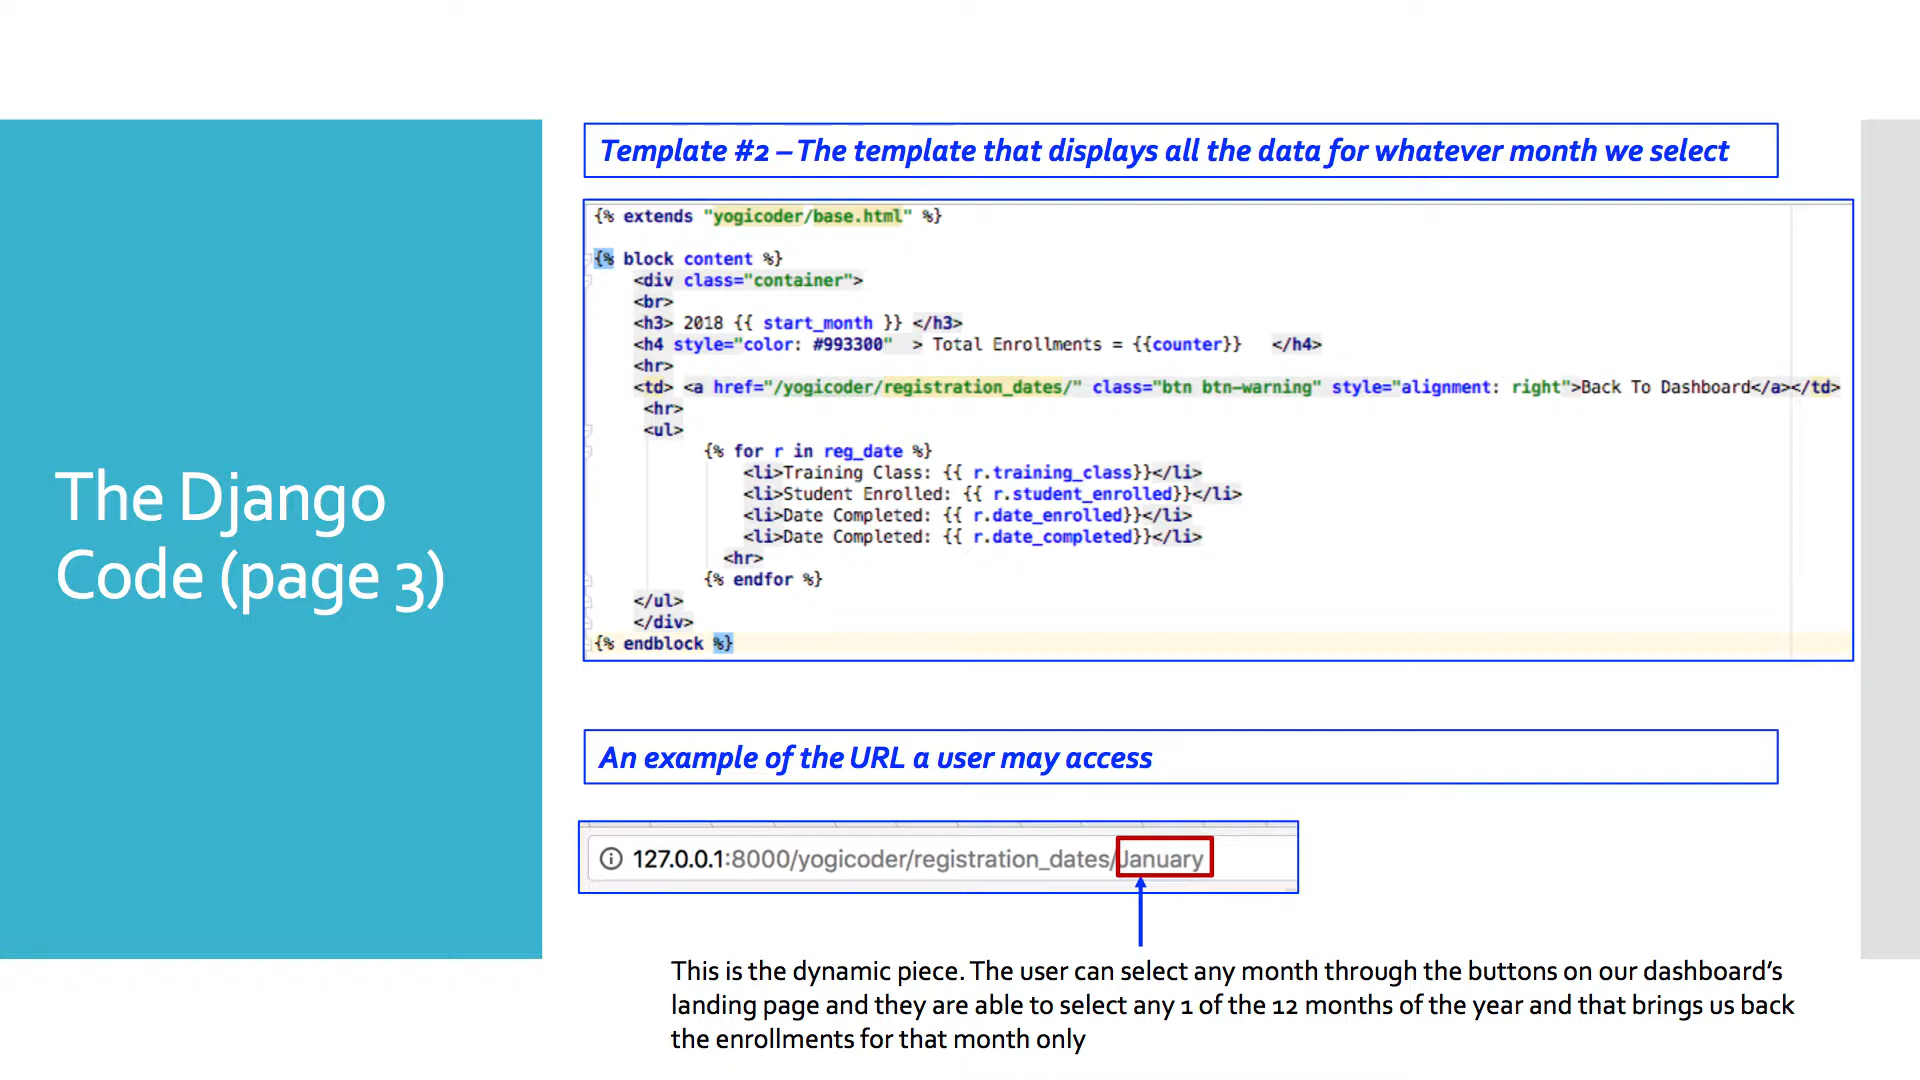 The Django
Code (page 3)
Template #2 – The template that displays all the data for whatever month we select
{% extends "yogicoder/base.html" %}
{% block content %}
<div class="container">
<br>
<h3> 2018 {{ start_month }} </h3>
<h4 style="color: #993300"  > Total Enrollments = {{counter}}   </h4>
<hr>
<td> <a href="/yogicoder/registration_dates/" class="btn btn-warning" style="alignment: right">Back To Dashboard</a></td>
<hr>
<ul>
{% for r in reg_date %}
<li>Training Class: {{ r.training_class}}</li>
<li>Student Enrolled: {{ r.student_enrolled}}</li>
<li>Date Completed: {{ r.date_enrolled}}</li>
<li>Date Completed: {{ r.date_completed}}</li>
<hr>
{% endfor %}
</ul>
</div>
{% endblock %}
An example of the URL a user may access
127.0.0.1:8000/yogicoder/registration_dates/January
This is the dynamic piece. The user can select any month through the buttons on our dashboard's
landing page and they are able to select any 1 of the 12 months of the year and that brings us back
the enrollments for that month only